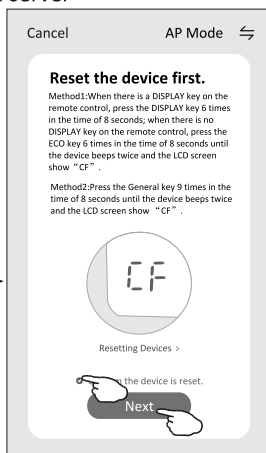 Cancel AP Mode
Reset the device first.
Method1:When there is a DISPLAY key on the
remote control, press the DISPLAY key 6 times
in the time of 8 seconds; when there is no
DISPLAY key on the remote control, press the
ECO key 6 times in the time of 8 seconds until
the device beeps twice and the LCD screen
show “CF”.
Method2:Press the General key 9 times in the
time of 8 seconds until the device beeps twice
and the LCD screen show “CF”.
CF
Resetting Devices >
the device is reset.
Next